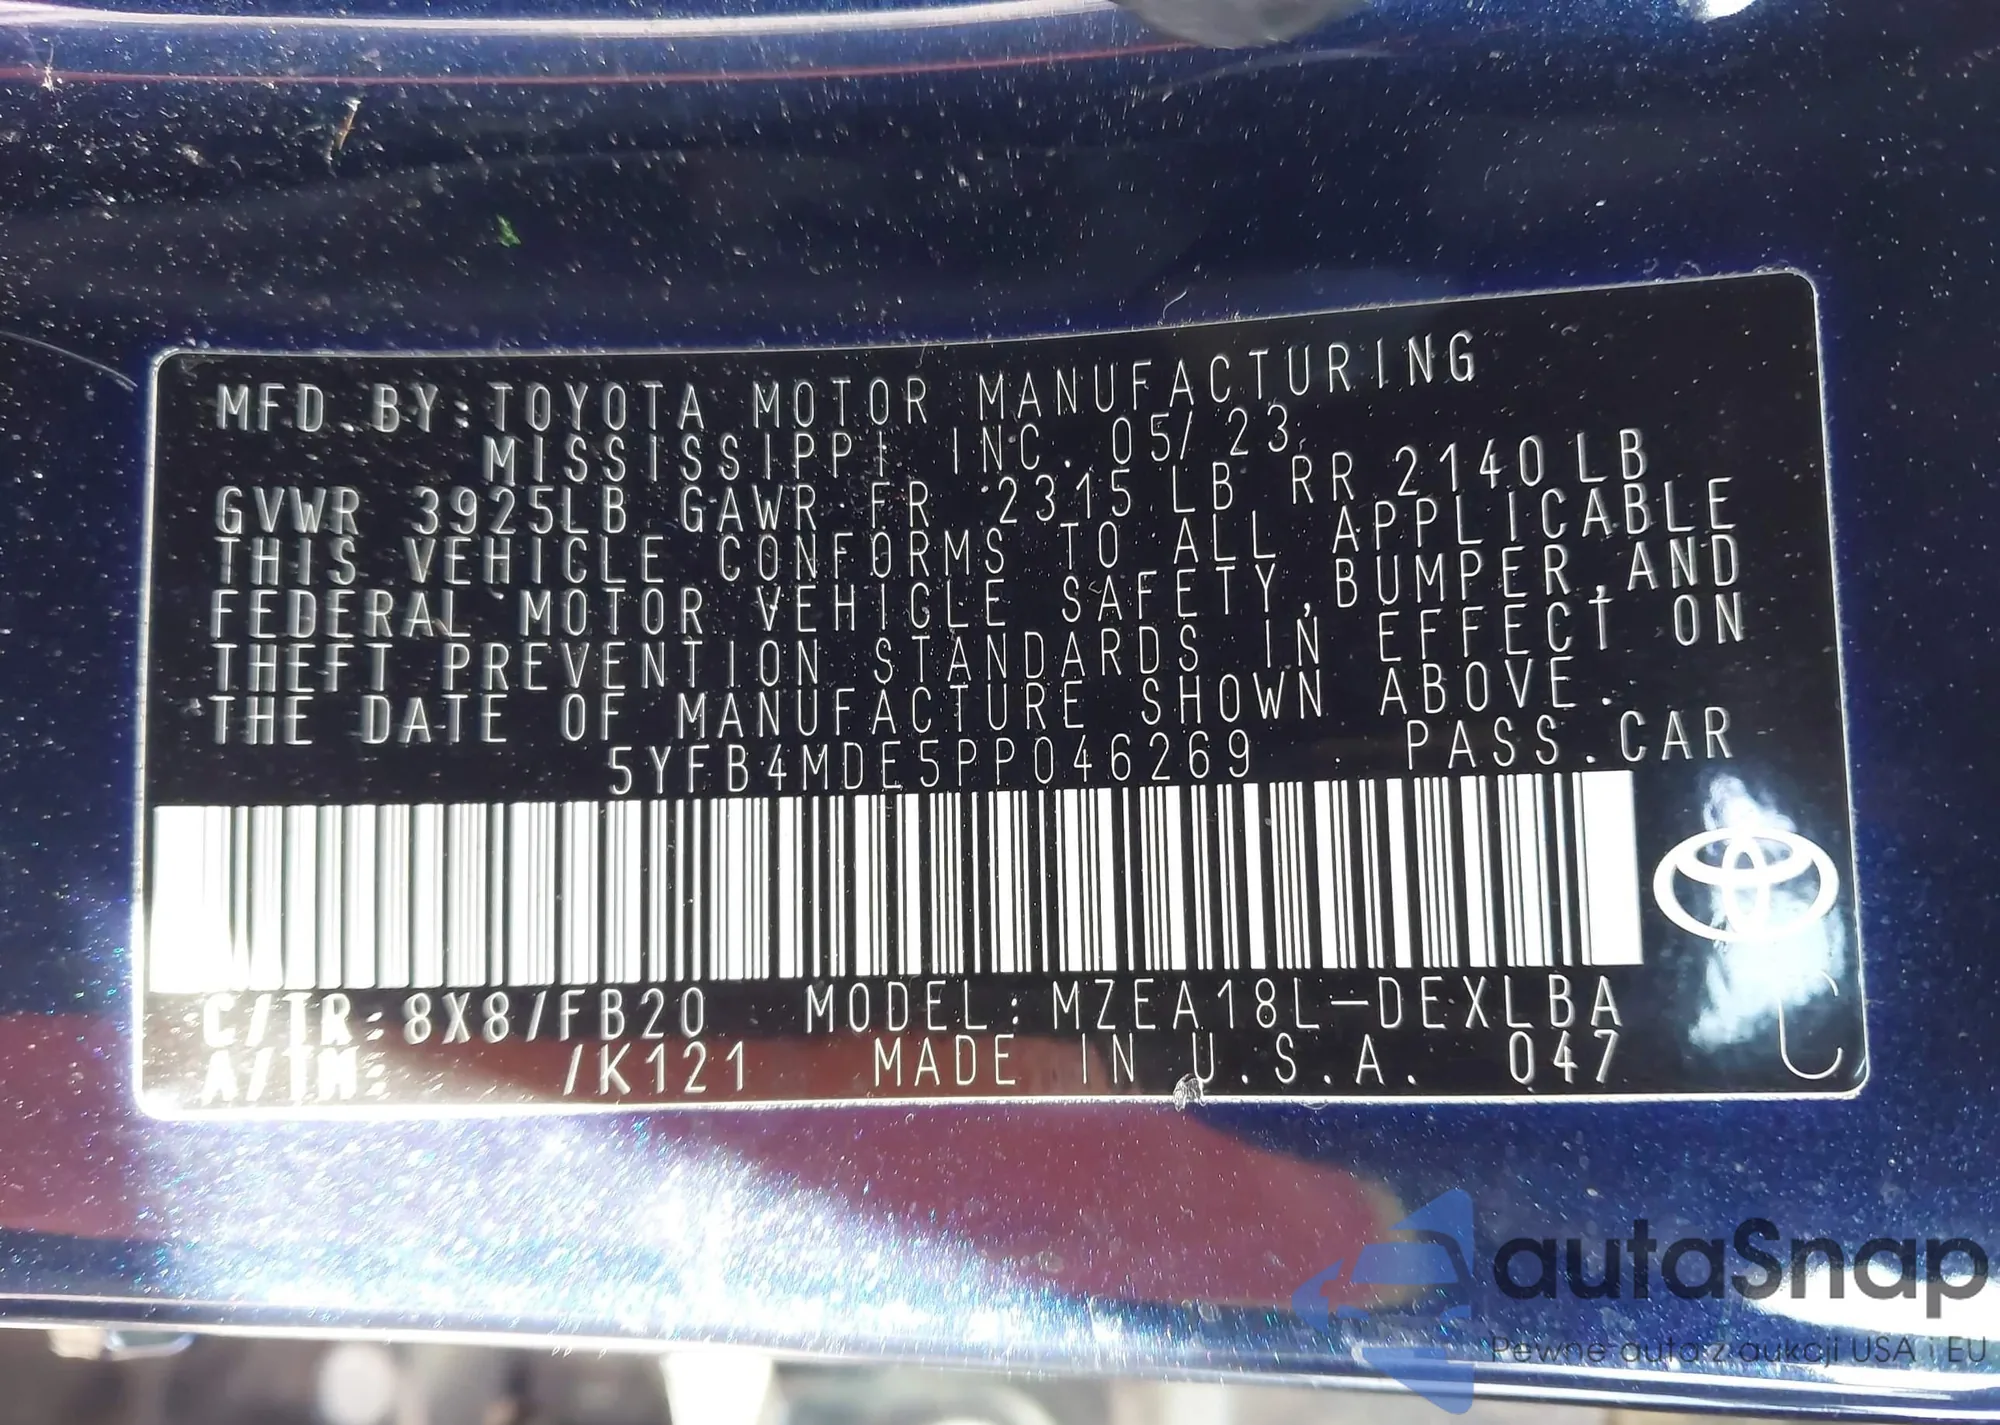 MFD.BY:TOYOTA MOTOR MANUFACTURING
MISSISSIPPI INC. 05/23
GVWR 3925LB GAWR FR 2315LB RR 2140LB
THIS VEHICLE CONFORMS TO ALL APPLICABLE
FEDERAL MOTOR VEHICLE SAFETY,BUMPER,AND
THEFT PREVENTION STANDARDS IN EFFECT ON
THE DATE OF MANUFACTURE SHOWN ABOVE.
5YFB4MDE5PP046269 PASS.CAR
C/TR:8X8/FB20 MODEL:MZEA18L-DEXLBA
A/TM: /K121 MADE IN U.S.A. 047
autaSnap
Pewne auta z aukcji USA i EU